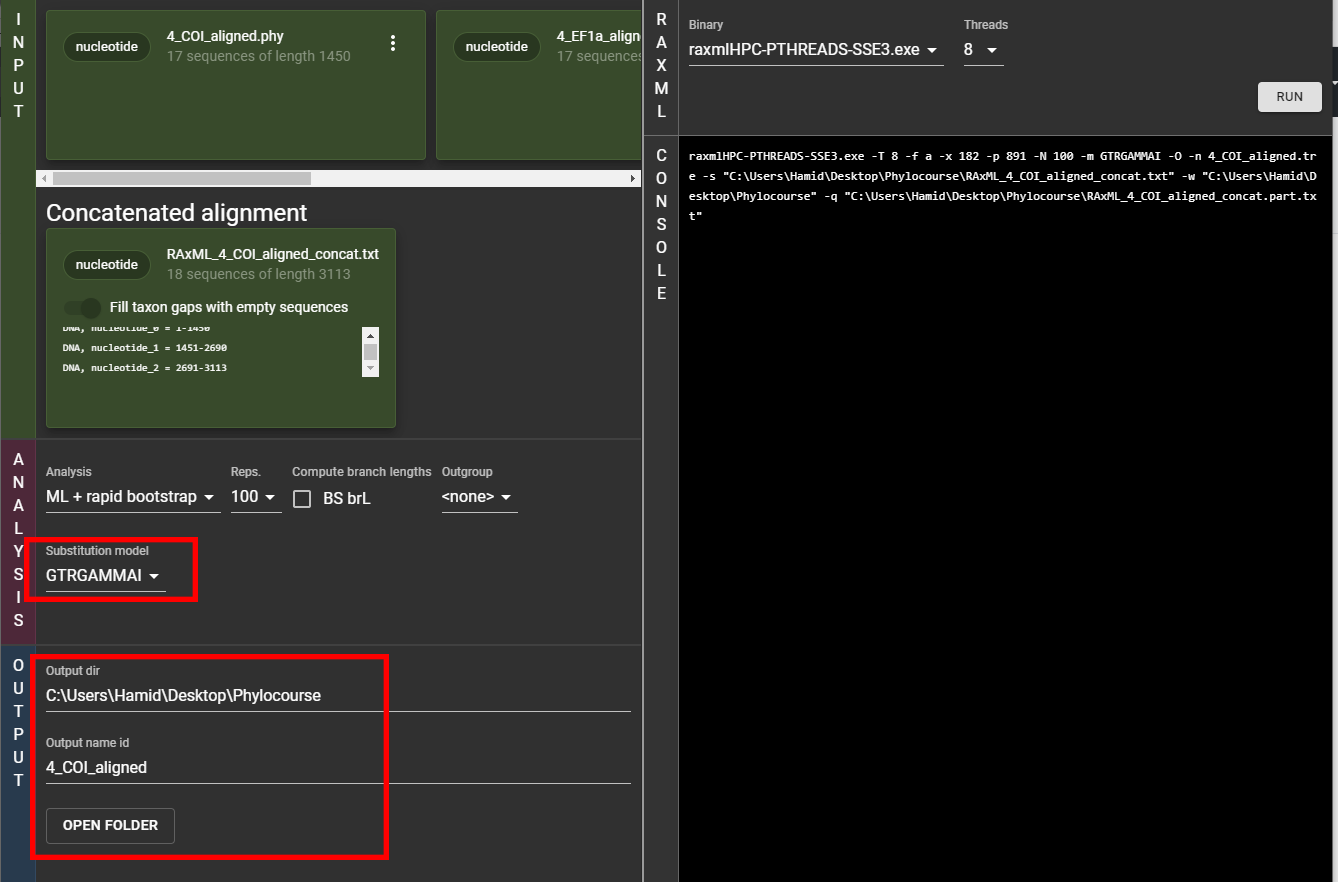 INPUT
nucleotide
4_COI_aligned.phy
17 sequences of length 1450
nucleotide
4_EF1a_align
17 sequences
Concatenated alignment
nucleotide
RAxML_4_COI_aligned_concat.txt
18 sequences of length 3113
Fill taxon gaps with empty sequences
DNA, nucleotide_0 = 1-1450
DNA, nucleotide_1 = 1451-2690
DNA, nucleotide_2 = 2691-3113
ANALYSIS
Analysis
ML + rapid bootstrap
Reps.
100
Compute branch lengths
BS brL
Outgroup
<none>
Substitution model
GTRGAMMAI
OUTPUT
Output dir
C:\Users\Hamid\Desktop\Phylocourse
Output name id
4_COI_aligned
OPEN FOLDER
RAXML
Binary
raxmlHPC-PTHREADS-SSE3.exe
Threads
8
RUN
CONSOLE
raxmlHPC-PTHREADS-SSE3.exe -T 8 -f a -x 182 -p 891 -N 100 -m GTRGAMMAI -O -n 4_COI_aligned.tr
e -s "C:\Users\Hamid\Desktop\Phylocourse\RAxML_4_COI_aligned_concat.txt" -w "C:\Users\Hamid\D
esktop\Phylocourse" -q "C:\Users\Hamid\Desktop\Phylocourse\RAxML_4_COI_aligned_concat.part.tx
t"